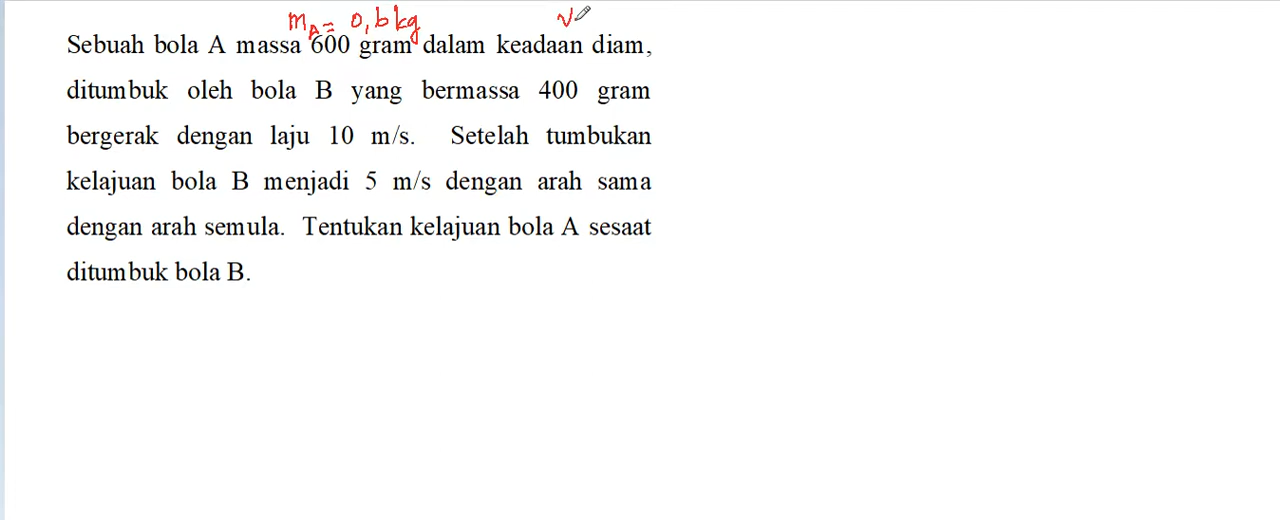 mA = 0,6 kg v
Sebuah bola A massa 600 gram dalam keadaan diam,
ditumbuk oleh bola B yang bermassa 400 gram
bergerak dengan laju 10 m/s. Setelah tumbukan
kelajuan bola B menjadi 5 m/s dengan arah sama
dengan arah semula. Tentukan kelajuan bola A sesaat
ditumbuk bola B.